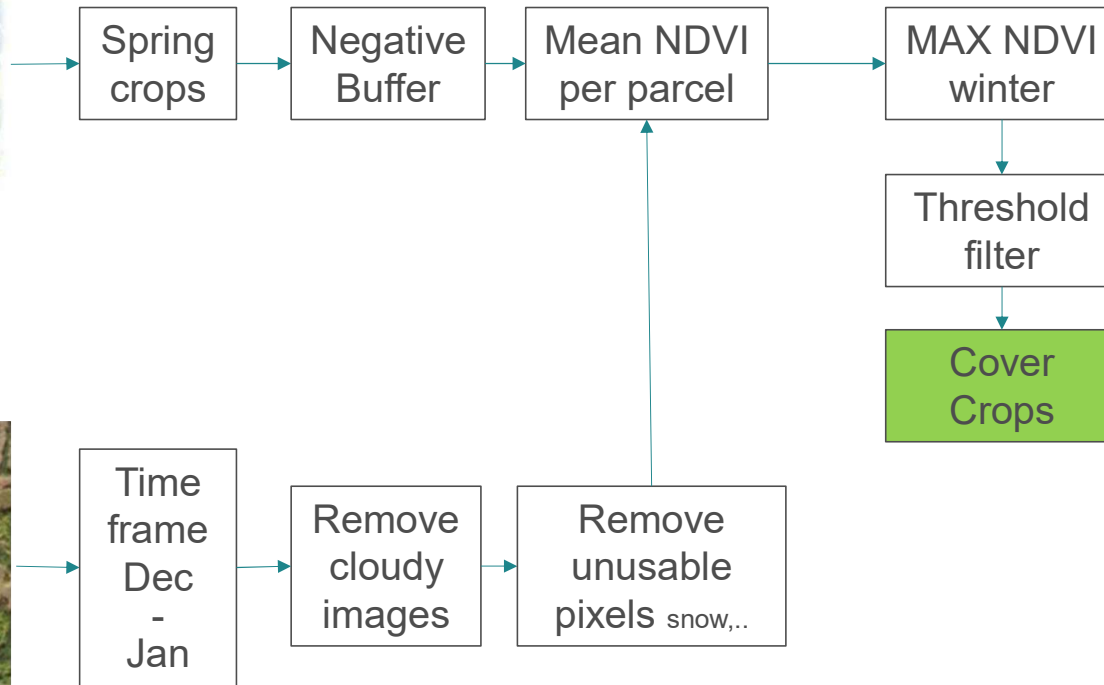 Spring
crops
Negative
Buffer
Mean NDVI
per parcel
MAX NDVI
winter
Threshold
filter
Cover
Crops
Time
frame
Dec
-
Jan
Remove
cloudy
images
Remove
unusable
pixels snow,..